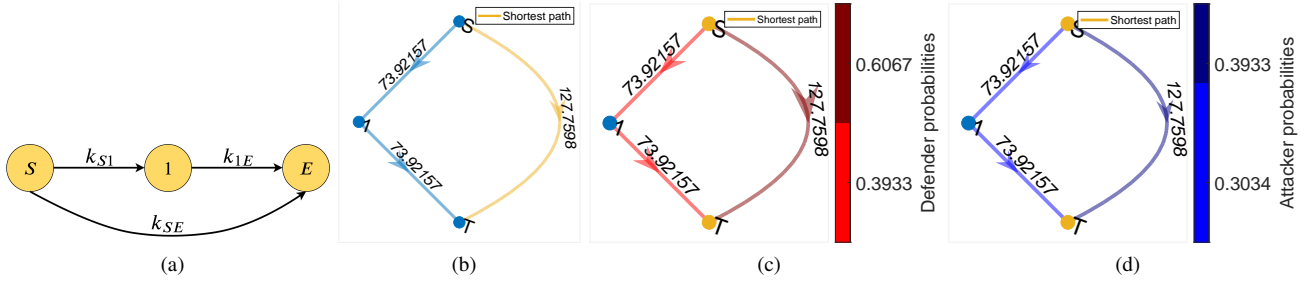 S
k_{S1}
1
k_{1E}
E
k_{SE}
(a)
Shortest path
S
73.92157
1
127.7598
73.92157
T
(b)
Shortest path
S
73.92157
1
127.7598
73.92157
T
0.6067
0.3933
Defender probabilities
(c)
Shortest path
S
73.92157
1
127.7598
73.92157
T
0.3933
0.3034
Attacker probabilities
(d)